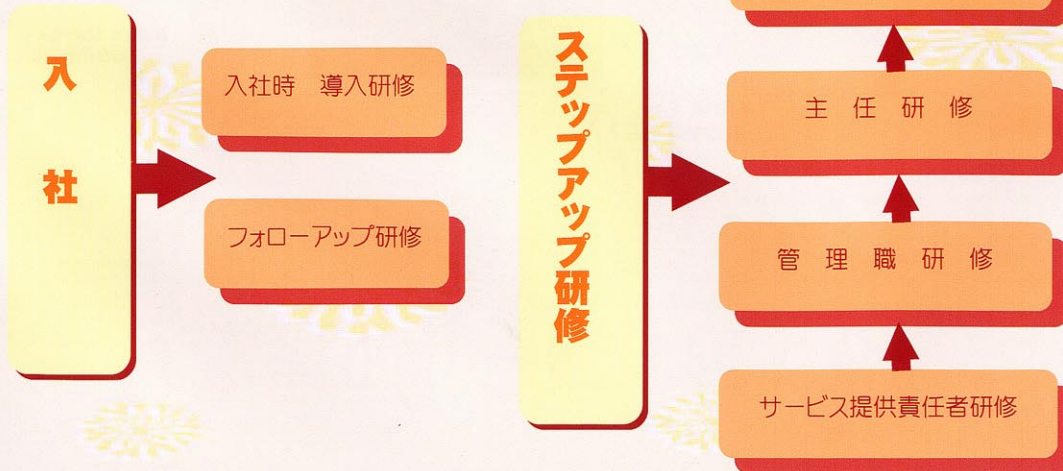 入社
入社時 導入研修
フォローアップ研修
ステップアップ研修
主任研修
管理職研修
サービス提供責任者研修